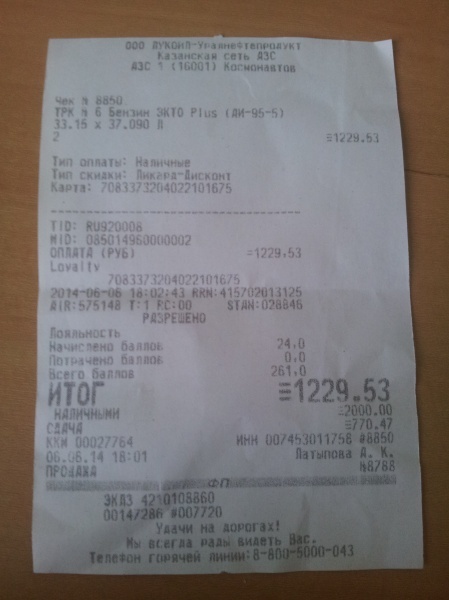 ООО ЛУКОЙЛ-Уралнефтепродукт
Казанская сеть АЗС
АЗС 1 (16001) Космонавтов
Чек N 8850
ТРК № 6 Бензин ЭКТО Plus (АИ-95-5)
33.15 x 37.090 Л
2 ≡1229.53
Тип оплаты: Наличные
Тип скидки: Ликард-Дисконт
Карта: 7083373204022101675
TID: RU920008
MID: 085014960000002
ОПЛАТА (РУБ) ≡1229.53
Loyalty
7083373204022101675
2014-06-06 18:02:43 RRN:415702013125
AIR:575148 T:1 RC:00 STAN:028846
РАЗРЕШЕНО
Лояльность
Начислено баллов 24,0
Потрачено баллов 0,0
Всего баллов 261,0
ИТОГ ≡1229.53
НАЛИЧНЫМИ ≡2000.00
СДАЧА ≡770.47
ККМ 00027764 ИНН 007453011758 #8850
06.06.14 18:01 Латыпова А. К.
ПРОДАЖА №8788
ФП
ЭКЛЗ 4210108860
00147286 #007720
Удачи на дорогах!
Мы всегда рады видеть Вас.
Телефон горячей линии:8-800-5000-043